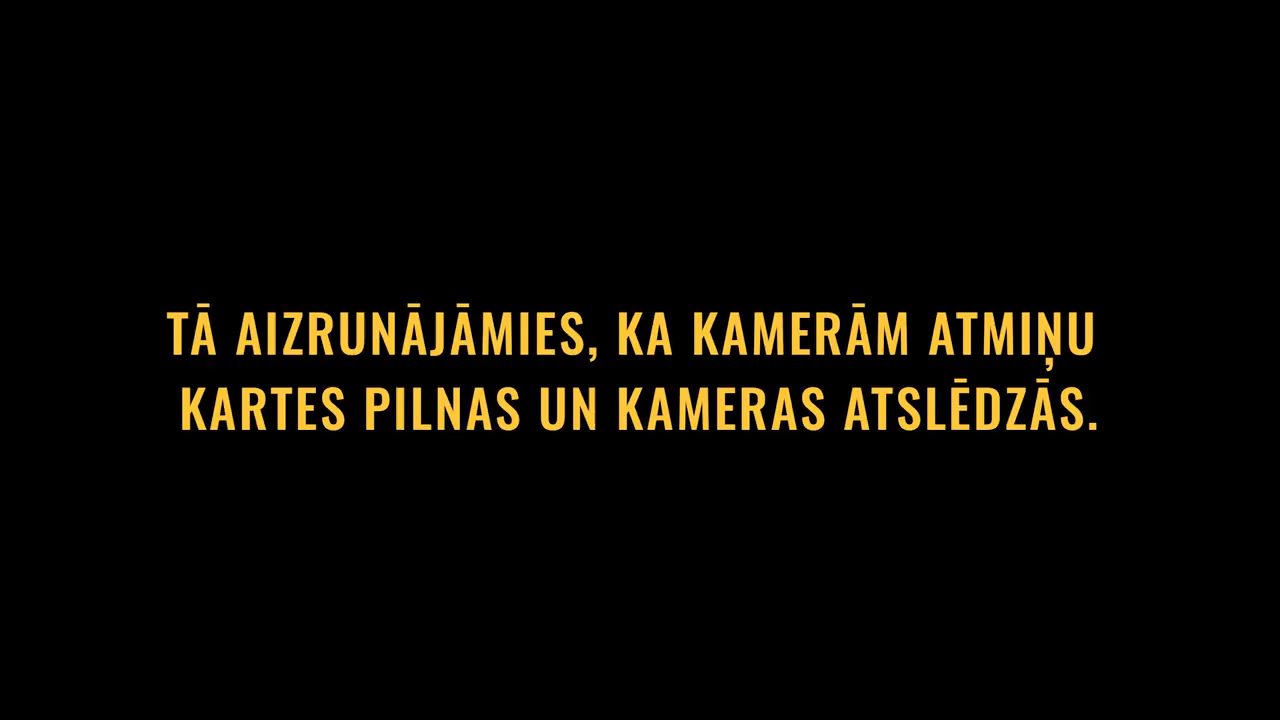 TĀ AIZRUNĀJĀMIES, KA KAMERĀM ATMIŅU
KARTES PILNAS UN KAMERAS ATSLĒDZĀS.